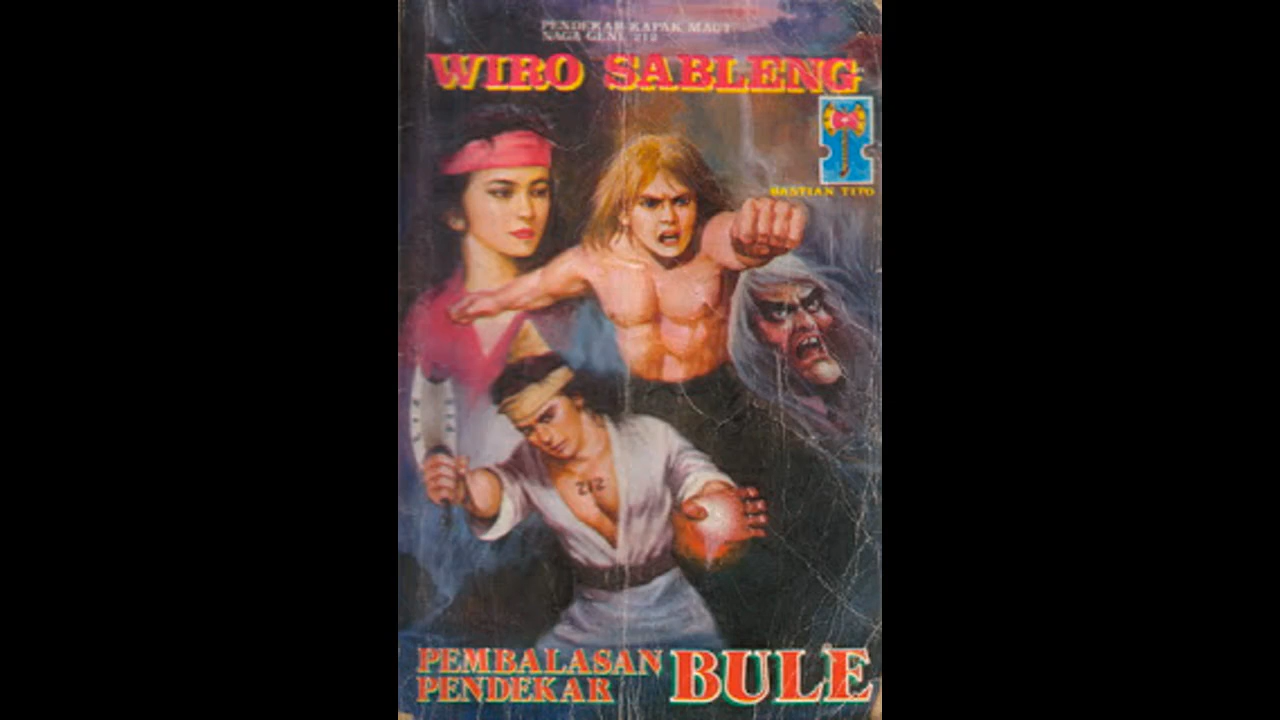 PENDEKAR KAPAK MAUT
NAGA GENI 212
WIRO SABLENG
BASTIAN TITO
212
PEMBALASAN
PENDEKAR BULE